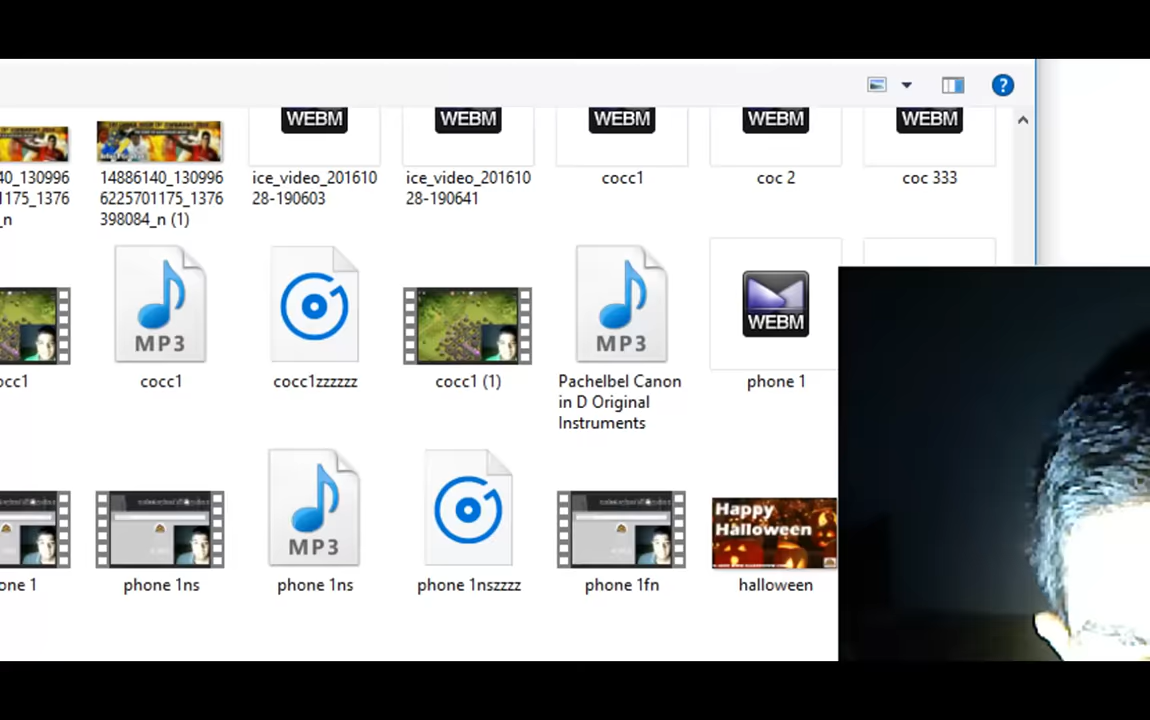 WEBM
WEBM
WEBM
WEBM
WEBM
40_130996
1175_1376
_n
14886140_130996
6225701175_1376
398084_n (1)
ice_video_201610
28-190603
ice_video_201610
28-190641
cocc1
coc 2
coc 333
MP3
MP3
WEBM
occ1
cocc1
cocc1zzzzzz
cocc1 (1)
Pachelbel Canon
in D Original
Instruments
phone 1
MP3
Happy
Halloween
one 1
phone 1ns
phone 1ns
phone 1nszzzz
phone 1fn
halloween